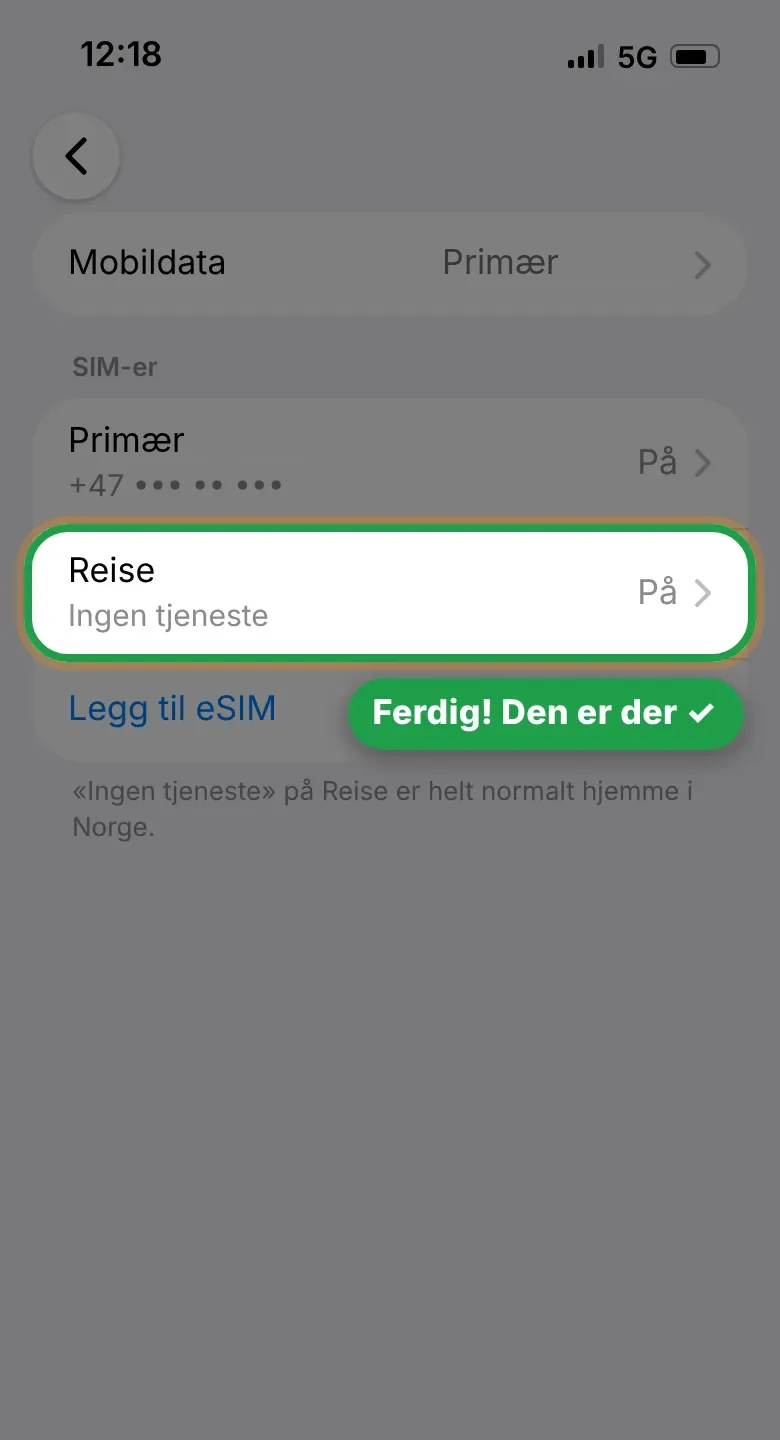 12:18
5G
Mobildata
Primær
SIM-er
Primær
På
+47 ••• •• •••
Reise
På
Ingen tjeneste
Legg til eSIM
Ferdig! Den er der ✓
«Ingen tjeneste» på Reise er helt normalt hjemme i
Norge.